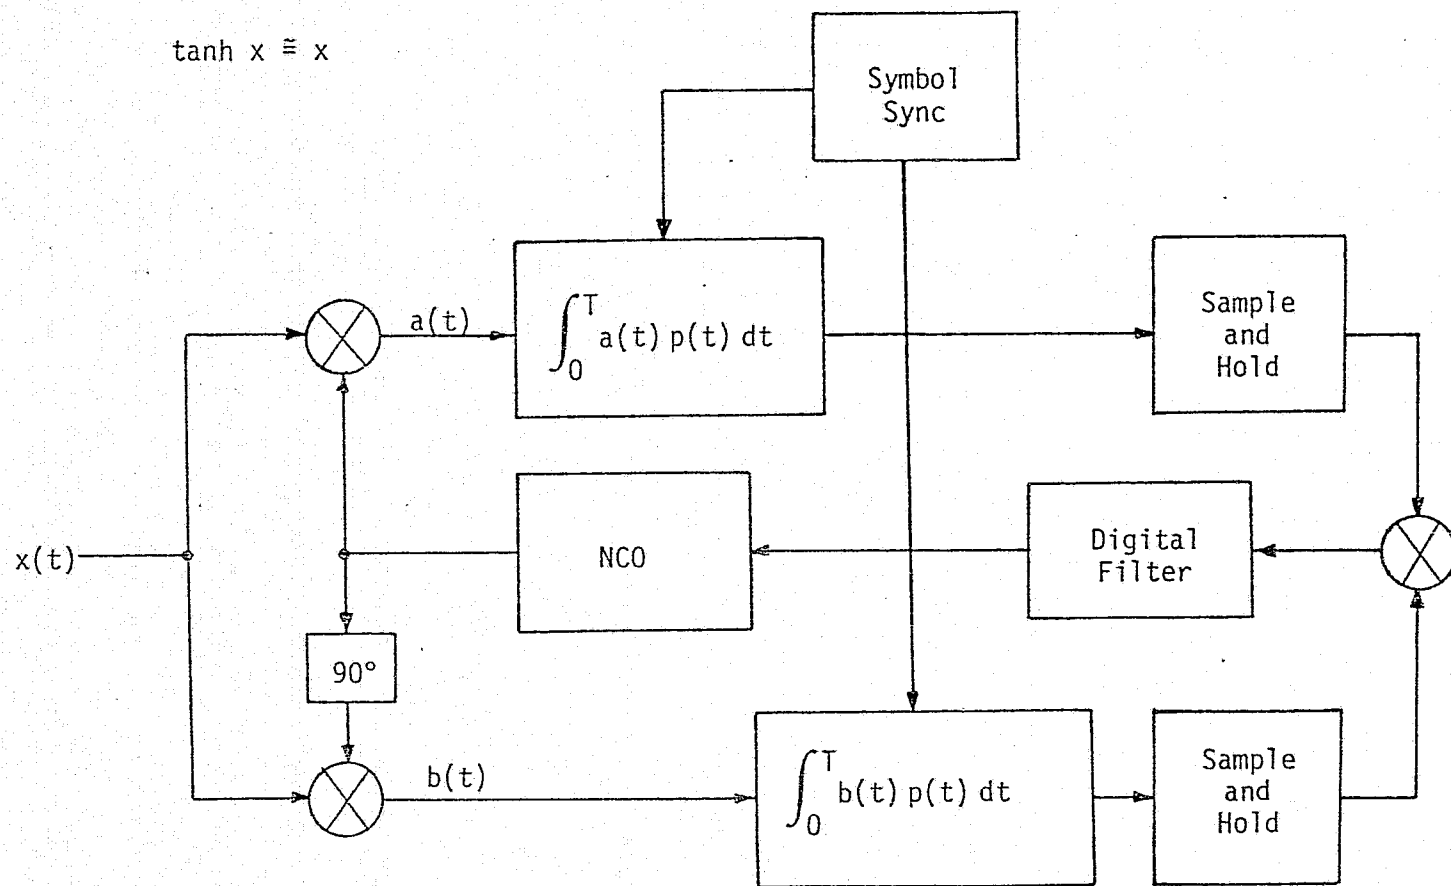 tanh x ≅ x
Symbol
Sync
a(t)
∫₀ᵀ a(t) p(t) dt
Sample
and
Hold
x(t)
NCO
Digital
Filter
90°
b(t)
∫₀ᵀ b(t) p(t) dt
Sample
and
Hold